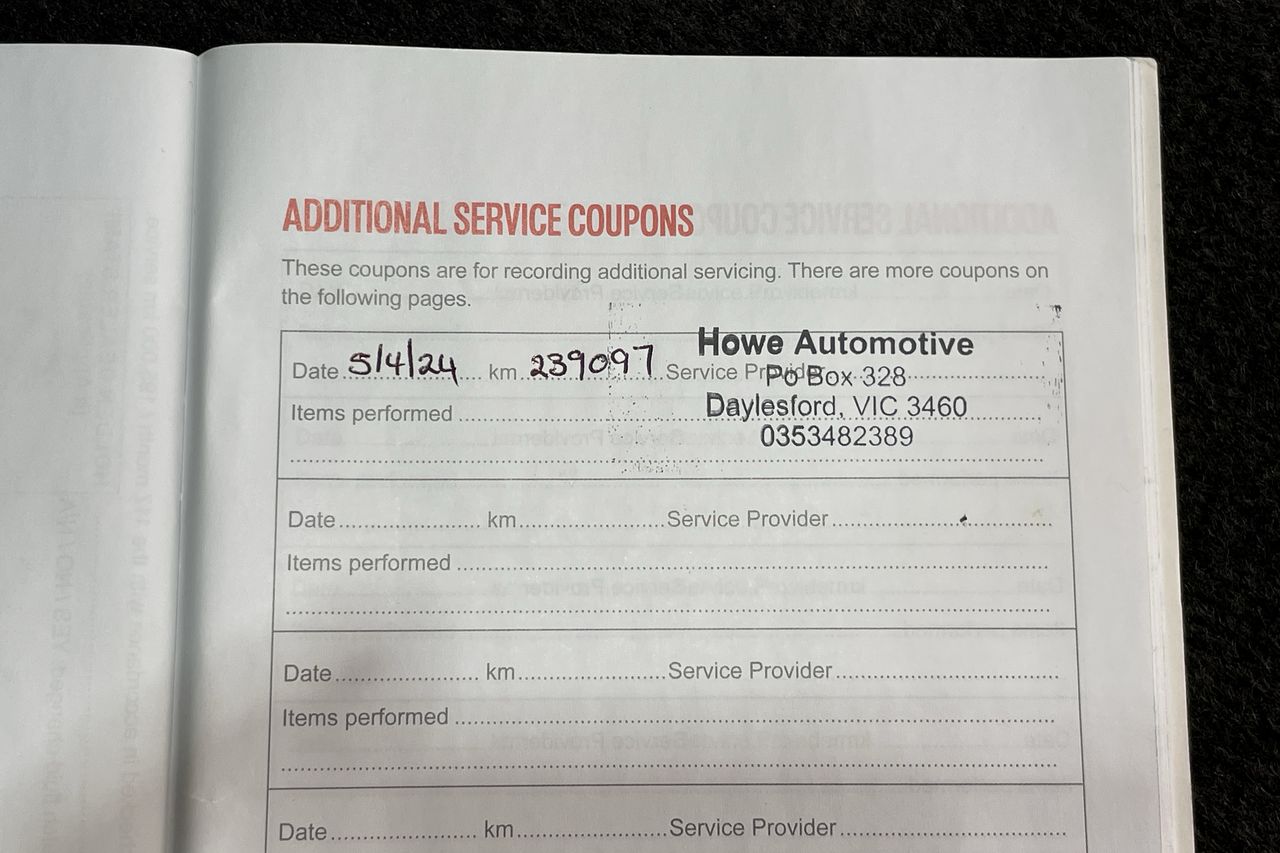 ADDITIONAL SERVICE COUPONS
These coupons are for recording additional servicing. There are more coupons on
the following pages.
Howe Automotive
Date 5/4/24 km 239097 Service Provider
Po Box 328
Items performed
Daylesford, VIC 3460
0353482389
Date km Service Provider
Items performed
Date km Service Provider
Items performed
Date km Service Provider